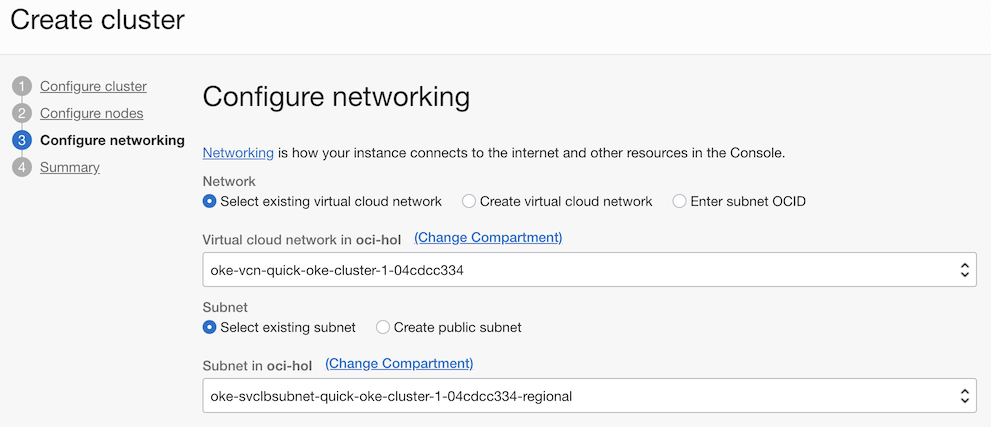 Create cluster
1 Configure cluster
2 Configure nodes
3 Configure networking
4 Summary
Configure networking
Networking is how your instance connects to the internet and other resources in the Console.
Network
Select existing virtual cloud network Create virtual cloud network Enter subnet OCID
Virtual cloud network in oci-hol (Change Compartment)
oke-vcn-quick-oke-cluster-1-04cdcc334
Subnet
Select existing subnet Create public subnet
Subnet in oci-hol (Change Compartment)
oke-svclbsubnet-quick-oke-cluster-1-04cdcc334-regional